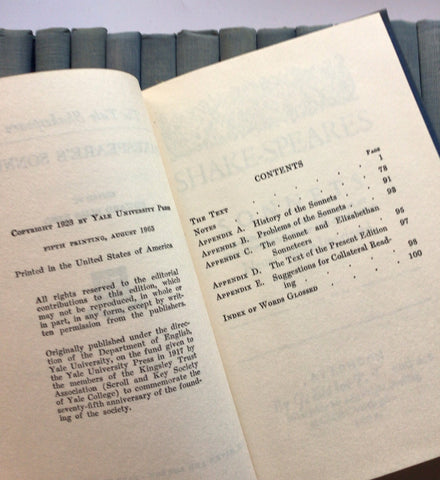 The Yale Shakespeare
COPYRIGHT 1923 BY YALE UNIVERSITY PRESS
FIFTH PRINTING, AUGUST 1963
Printed in the United States of America
All rights reserved to the editorial
contributions to this edition, which
may not be reproduced, in whole or
in part, in any form, except by writ-
ten permission from the publishers.
Originally published under the direc-
tion of the Department of English,
Yale University, on the fund given to
the Yale University Press in 1917 by
the members of the Kingsley Trust
Association (Scroll and Key Society
of Yale College) to commemorate the
seventy-fifth anniversary of the found-
ing of the society.
SHAKE-SPEARES
CONTENTS
PAGE
THE TEXT . . . . . . . 1
NOTES . . . . . . . 78
APPENDIX A. History of the Sonnets . . . 91
APPENDIX B. Problems of the Sonnets . . . 93
APPENDIX C. The Sonnet and Elizabethan
Sonneteers . . . . 95
APPENDIX D. The Text of the Present Edition 97
APPENDIX E. Suggestions for Collateral Read-
ing . . . . . . 98
INDEX OF WORDS GLOSSED . . . . . 100